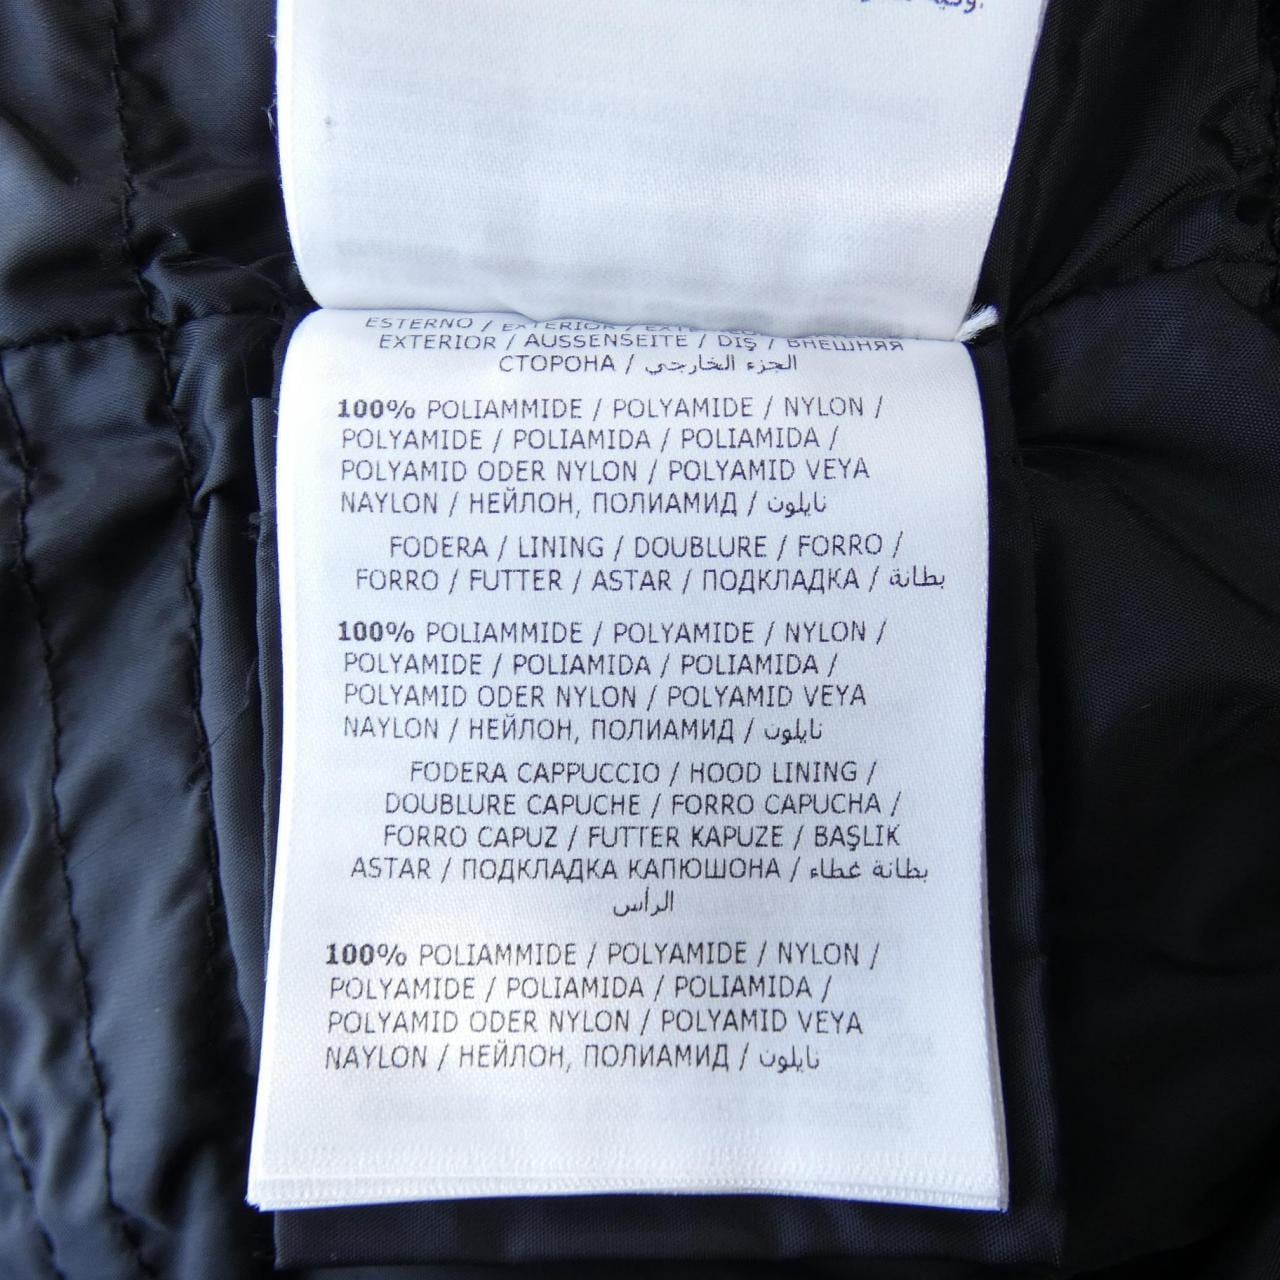 ESTERNO / EXTERIOR /
EXTERIOR / AUSSENSEITE / DIŞ / ВНЕШНЯЯ
СТОРОНА / الجزء الخارجي
100% POLIAMMIDE / POLYAMIDE / NYLON /
POLYAMIDE / POLIAMIDA / POLIAMIDA /
POLYAMID ODER NYLON / POLYAMID VEYA
NAYLON / НЕЙЛОН, ПОЛИАМИД / نايلون
FODERA / LINING / DOUBLURE / FORRO /
FORRO / FUTTER / ASTAR / ПОДКЛАДКА / بطانة
100% POLIAMMIDE / POLYAMIDE / NYLON /
POLYAMIDE / POLIAMIDA / POLIAMIDA /
POLYAMID ODER NYLON / POLYAMID VEYA
NAYLON / НЕЙЛОН, ПОЛИАМИД / نايلون
FODERA CAPPUCCIO / HOOD LINING /
DOUBLURE CAPUCHE / FORRO CAPUCHA /
FORRO CAPUZ / FUTTER KAPUZE / BAŞLIK
ASTAR / ПОДКЛАДКА КАПЮШОНА / بطانة غطاء
الرأس
100% POLIAMMIDE / POLYAMIDE / NYLON /
POLYAMIDE / POLIAMIDA / POLIAMIDA /
POLYAMID ODER NYLON / POLYAMID VEYA
NAYLON / НЕЙЛОН, ПОЛИАМИД / نايلون